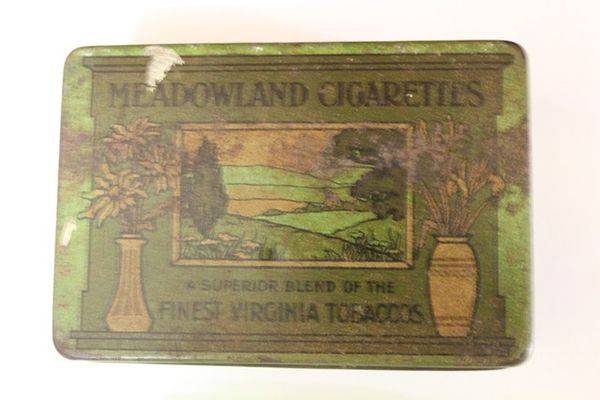 MEADOWLAND CIGARETTES
A SUPERIOR BLEND OF THE
FINEST VIRGINIA TOBACCOS